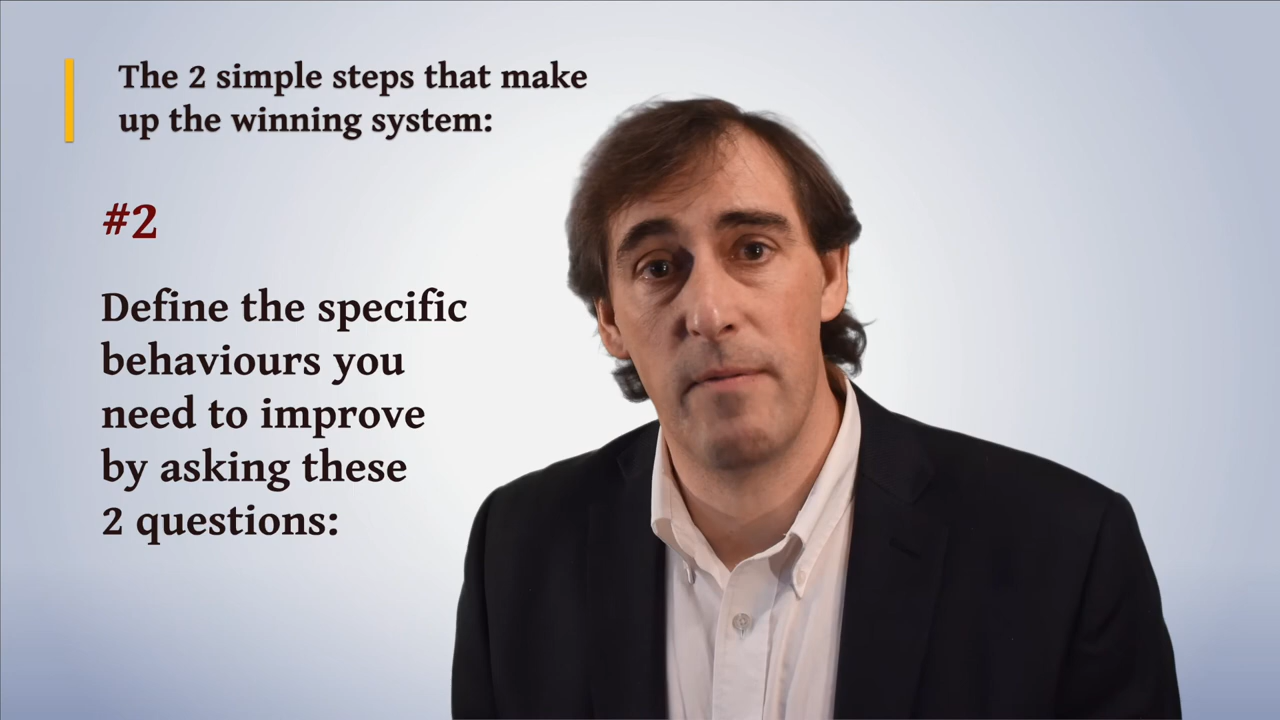 The 2 simple steps that make
up the winning system:
#2
Define the specific
behaviours you
need to improve
by asking these
2 questions: